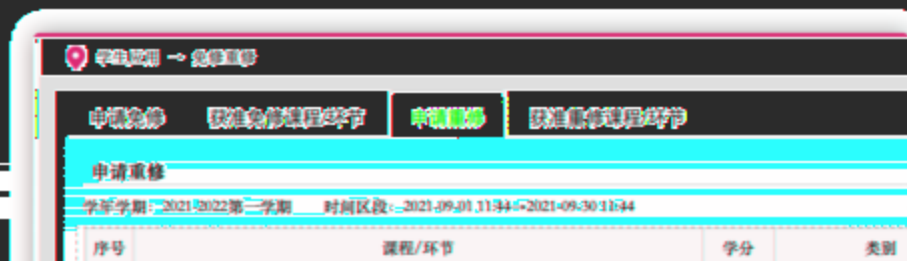 学生应用 → 免修重修
申请免修 获准免修课程/环节 申请重修 获准重修课程/环节
申请重修
学年学期：2021-2022第一学期 时间区段：2021-09-01 11:44~2021-09-30 11:44
序号 课程/环节 学分 类别